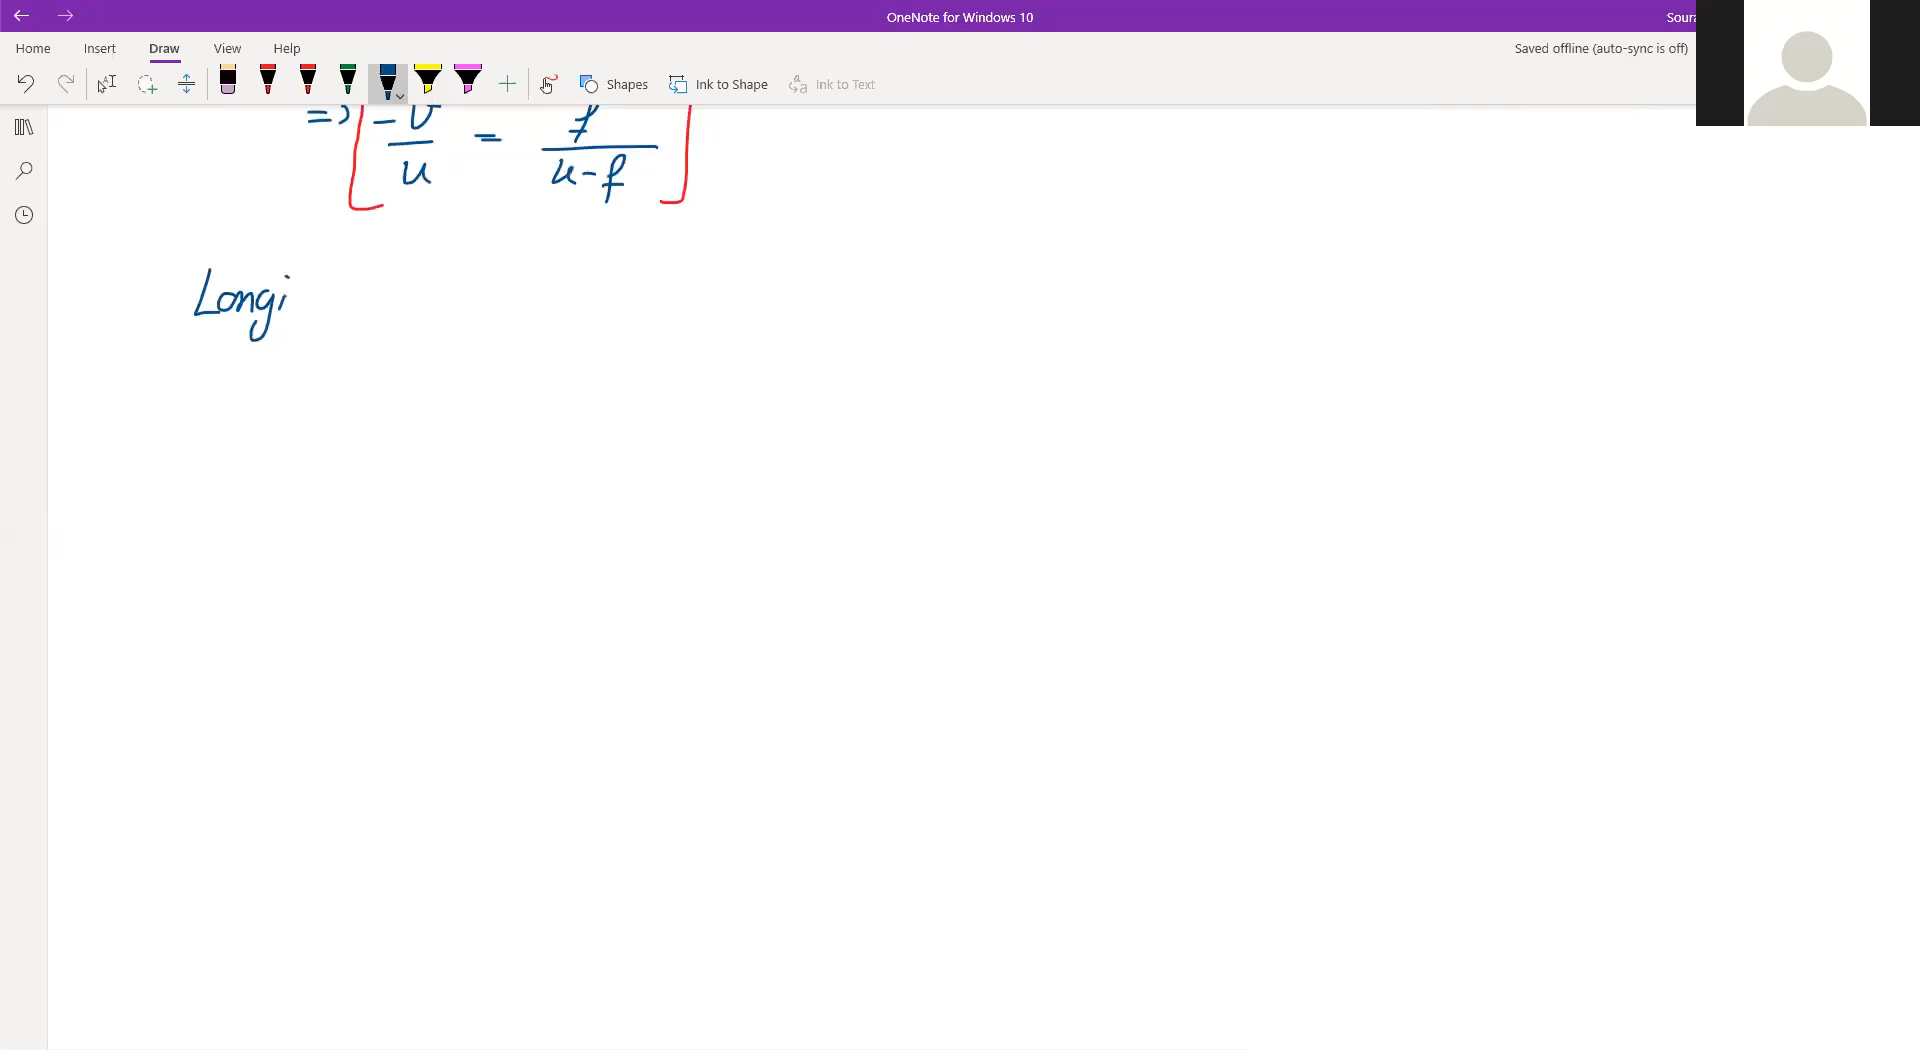 OneNote for Windows 10
Soura
Home Insert Draw View Help
Saved offline (auto-sync is off)
Shapes Ink to Shape Ink to Text
=> -v/u = f/u-f
Longi